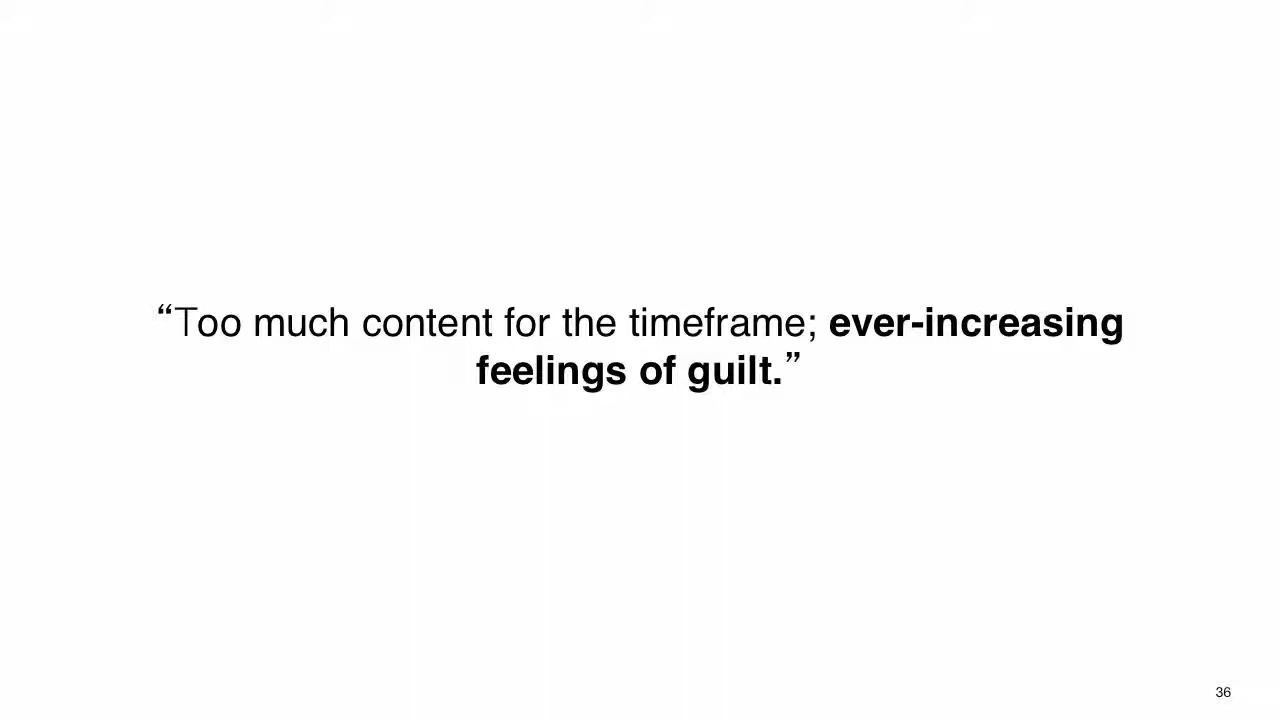 “Too much content for the timeframe; ever-increasing
feelings of guilt.”
36